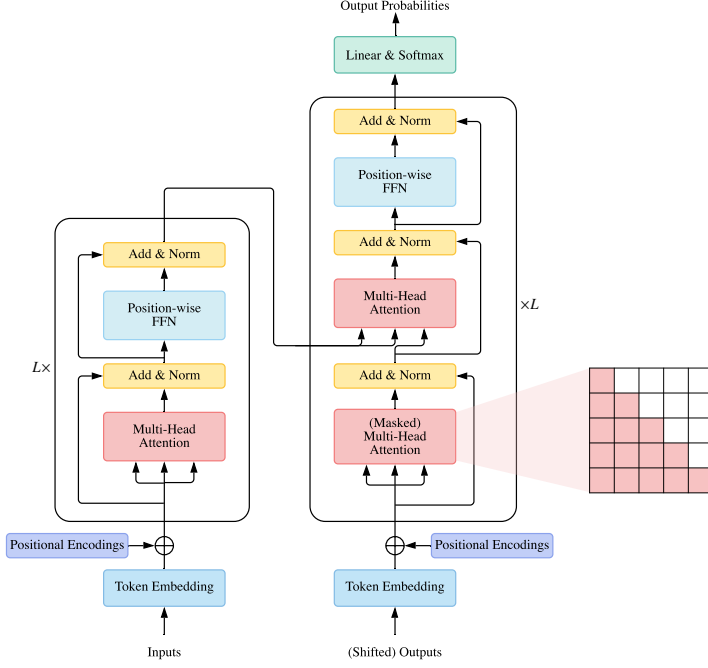 Output Probabilities
Linear & Softmax
Add & Norm
Position-wise
FFN
Add & Norm
Multi-Head
Attention
×L
Add & Norm
(Masked)
Multi-Head
Attention
Positional Encodings
Token Embedding
(Shifted) Outputs
Add & Norm
Position-wise
FFN
L×
Add & Norm
Multi-Head
Attention
Positional Encodings
Token Embedding
Inputs